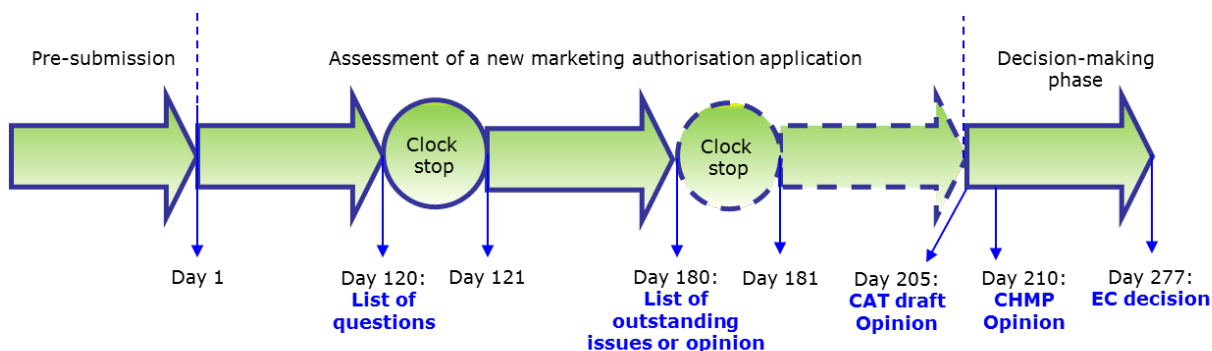 Pre-submission
Assessment of a new marketing authorisation application
Decision-making
phase
Clock
stop
Clock
stop
Day 1
Day 120:
List of
questions
Day 121
Day 180:
List of
outstanding
issues or opinion
Day 181
Day 205:
CAT draft
Opinion
Day 210:
CHMP
Opinion
Day 277:
EC decision